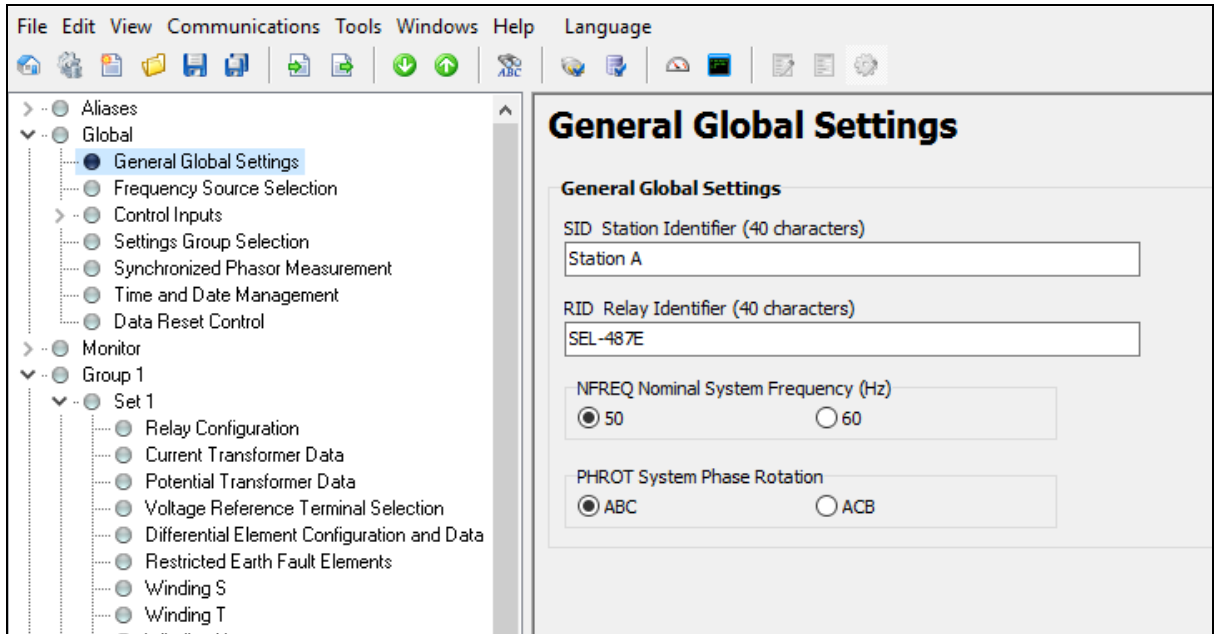 File Edit View Communications Tools Windows Help Language
ABC
Aliases
Global
General Global Settings
Frequency Source Selection
Control Inputs
Settings Group Selection
Synchronized Phasor Measurement
Time and Date Management
Data Reset Control
Monitor
Group 1
Set 1
Relay Configuration
Current Transformer Data
Potential Transformer Data
Voltage Reference Terminal Selection
Differential Element Configuration and Data
Restricted Earth Fault Elements
Winding S
Winding T
General Global Settings
General Global Settings
SID Station Identifier (40 characters)
Station A
RID Relay Identifier (40 characters)
SEL-487E
NFREQ Nominal System Frequency (Hz)
50 60
PHROT System Phase Rotation
ABC ACB